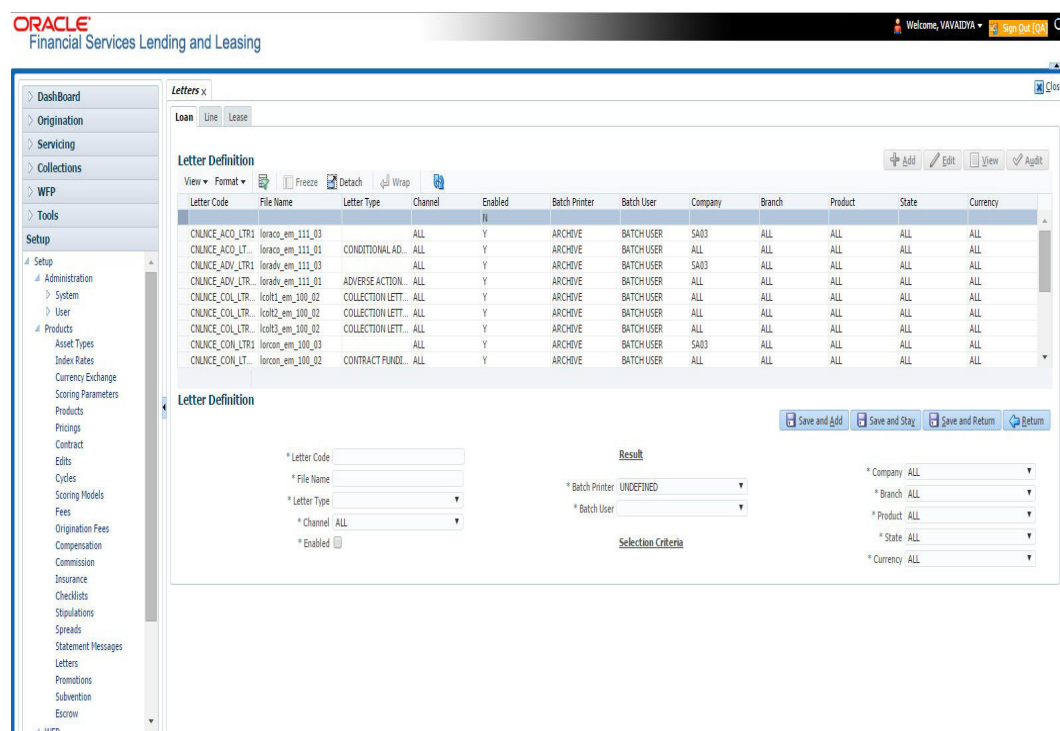 ORACLE
Financial Services Lending and Leasing
Welcome, VAVAIDYA
Sign Out [QA]
Clos
DashBoard
Origination
Servicing
Collections
WFP
Tools
Setup
Setup
Administration
System
User
Products
Asset Types
Index Rates
Currency Exchange
Scoring Parameters
Products
Pricings
Contract
Edits
Cycles
Scoring Models
Fees
Origination Fees
Compensation
Commission
Insurance
Checklists
Stipulations
Spreads
Statement Messages
Letters
Promotions
Subvention
Escrow
WFP
Letters x
Loan Line Lease
Letter Definition
Add Edit View Audit
View Format Freeze Detach Wrap
Letter Code File Name Letter Type Channel Enabled Batch Printer Batch User Company Branch Product State Currency
N
CNLNCE_ACO_LTR1 loraco_em_111_03 ALL Y ARCHIVE BATCH USER SA03 ALL ALL ALL ALL
CNLNCE_ACO_LT... loraco_em_111_01 CONDITIONAL AD... ALL Y ARCHIVE BATCH USER ALL ALL ALL ALL ALL
CNLNCE_ADV_LTR1 loradv_em_111_03 ALL Y ARCHIVE BATCH USER SA03 ALL ALL ALL ALL
CNLNCE_ADV_LTR... loradv_em_111_01 ADVERSE ACTION... ALL Y ARCHIVE BATCH USER ALL ALL ALL ALL ALL
CNLNCE_COL_LTR... lcolt1_em_100_02 COLLECTION LETT... ALL Y ARCHIVE BATCH USER ALL ALL ALL ALL ALL
CNLNCE_COL_LTR... lcolt2_em_100_02 COLLECTION LETT... ALL Y ARCHIVE BATCH USER ALL ALL ALL ALL ALL
CNLNCE_COL_LTR... lcolt3_em_100_02 COLLECTION LETT... ALL Y ARCHIVE BATCH USER ALL ALL ALL ALL ALL
CNLNCE_CON_LTR1 lorcon_em_100_03 ALL Y ARCHIVE BATCH USER SA03 ALL ALL ALL ALL
CNLNCE_CON_LT... lorcon_em_100_02 CONTRACT FUNDI... ALL Y ARCHIVE BATCH USER ALL ALL ALL ALL ALL
Letter Definition
Save and Add Save and Stay Save and Return Return
* Letter Code
* File Name
* Letter Type
* Channel ALL
* Enabled
Result
* Batch Printer UNDEFINED
* Batch User
Selection Criteria
* Company ALL
* Branch ALL
* Product ALL
* State ALL
* Currency ALL